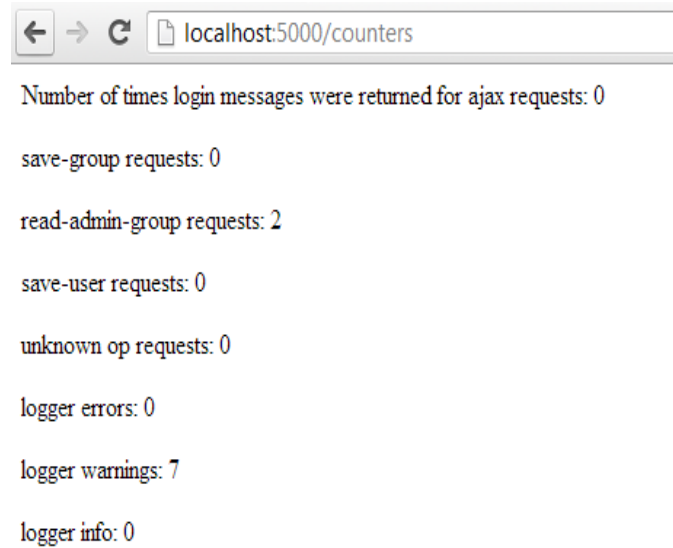 localhost:5000/counters
Number of times login messages were returned for ajax requests: 0
save-group requests: 0
read-admin-group requests: 2
save-user requests: 0
unknown op requests: 0
logger errors: 0
logger warnings: 7
logger info: 0